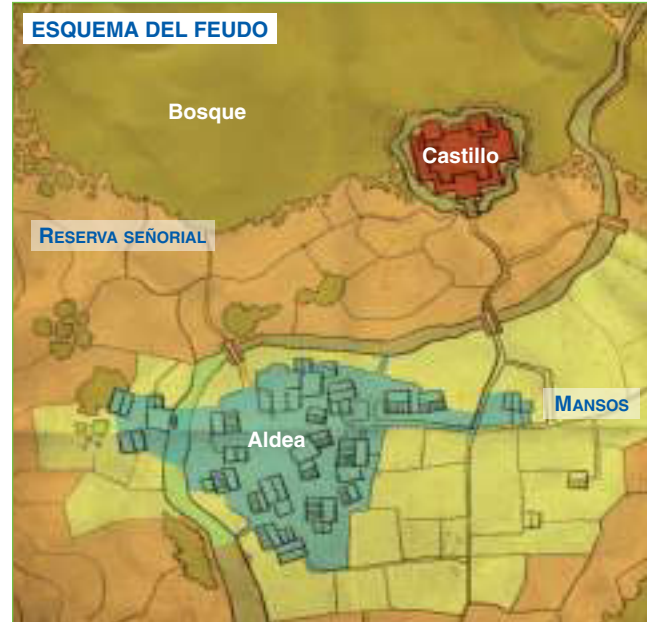 ESQUEMA DEL FEUDO
Bosque
Castillo
RESERVA SEÑORIAL
MANSOS
Aldea